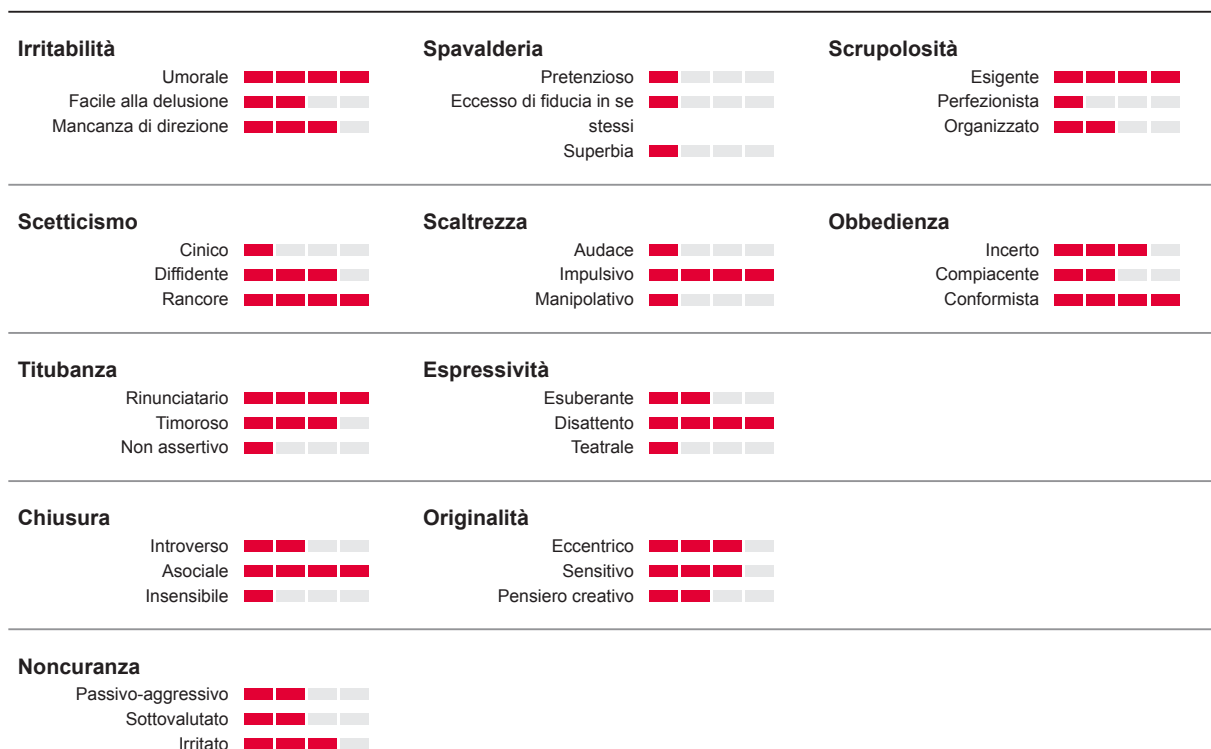 Irritabilità
Umorale
Facile alla delusione
Mancanza di direzione
Spavalderia
Pretenzioso
Eccesso di fiducia in se
stessi
Superbia
Scrupolosità
Esigente
Perfezionista
Organizzato
Scetticismo
Cinico
Diffidente
Rancore
Scaltrezza
Audace
Impulsivo
Manipolativo
Obbedienza
Incerto
Compiacente
Conformista
Titubanza
Rinunciatario
Timoroso
Non assertivo
Espressività
Esuberante
Disattento
Teatrale
Chiusura
Introverso
Asociale
Insensibile
Originalità
Eccentrico
Sensitivo
Pensiero creativo
Noncuranza
Passivo-aggressivo
Sottovalutato
Irritato